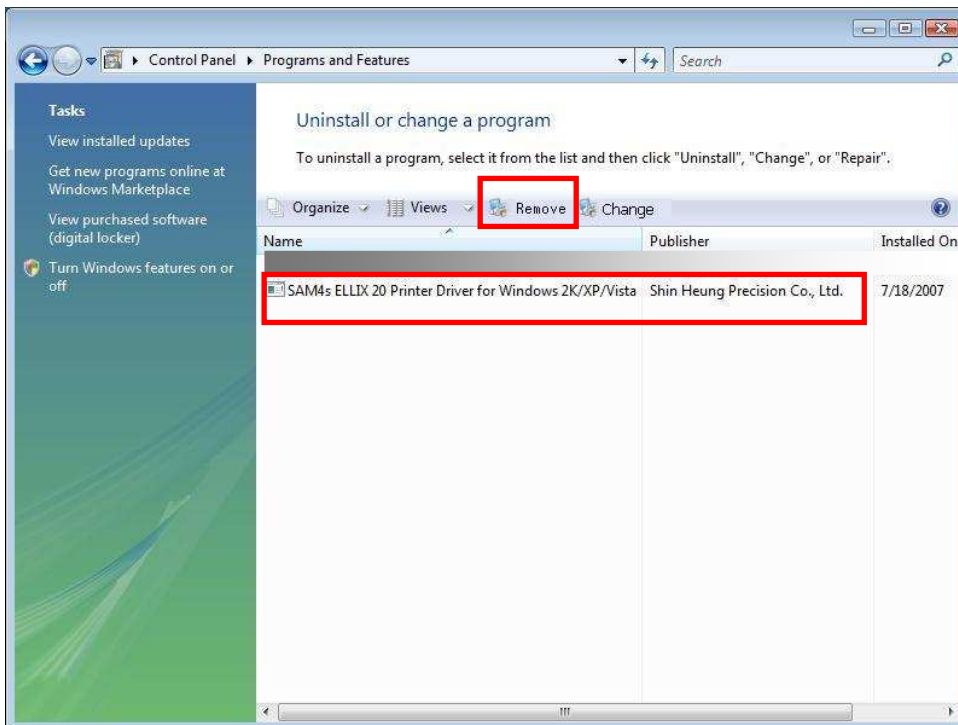 Control Panel Programs and Features
Search
Tasks
View installed updates
Get new programs online at
Windows Marketplace
View purchased software
(digital locker)
Turn Windows features on or
off
Uninstall or change a program
To uninstall a program, select it from the list and then click "Uninstall", "Change", or "Repair".
Organize Views Remove Change
Name Publisher Installed On
SAM4s ELLIX 20 Printer Driver for Windows 2K/XP/Vista Shin Heung Precision Co., Ltd. 7/18/2007